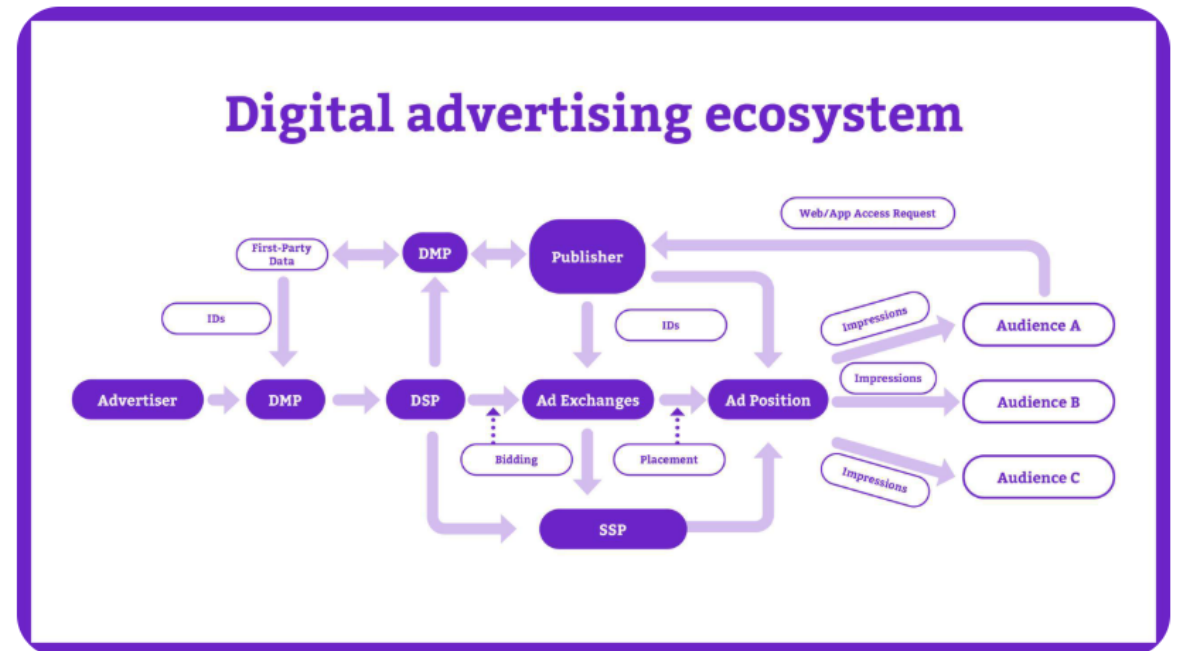 Digital advertising ecosystem
Web/App Access Request
First-Party
Data
DMP
Publisher
IDs
IDs
Impressions
Audience A
Impressions
Advertiser
DMP
DSP
Ad Exchanges
Ad Position
Audience B
Bidding
Placement
Impressions
Audience C
SSP